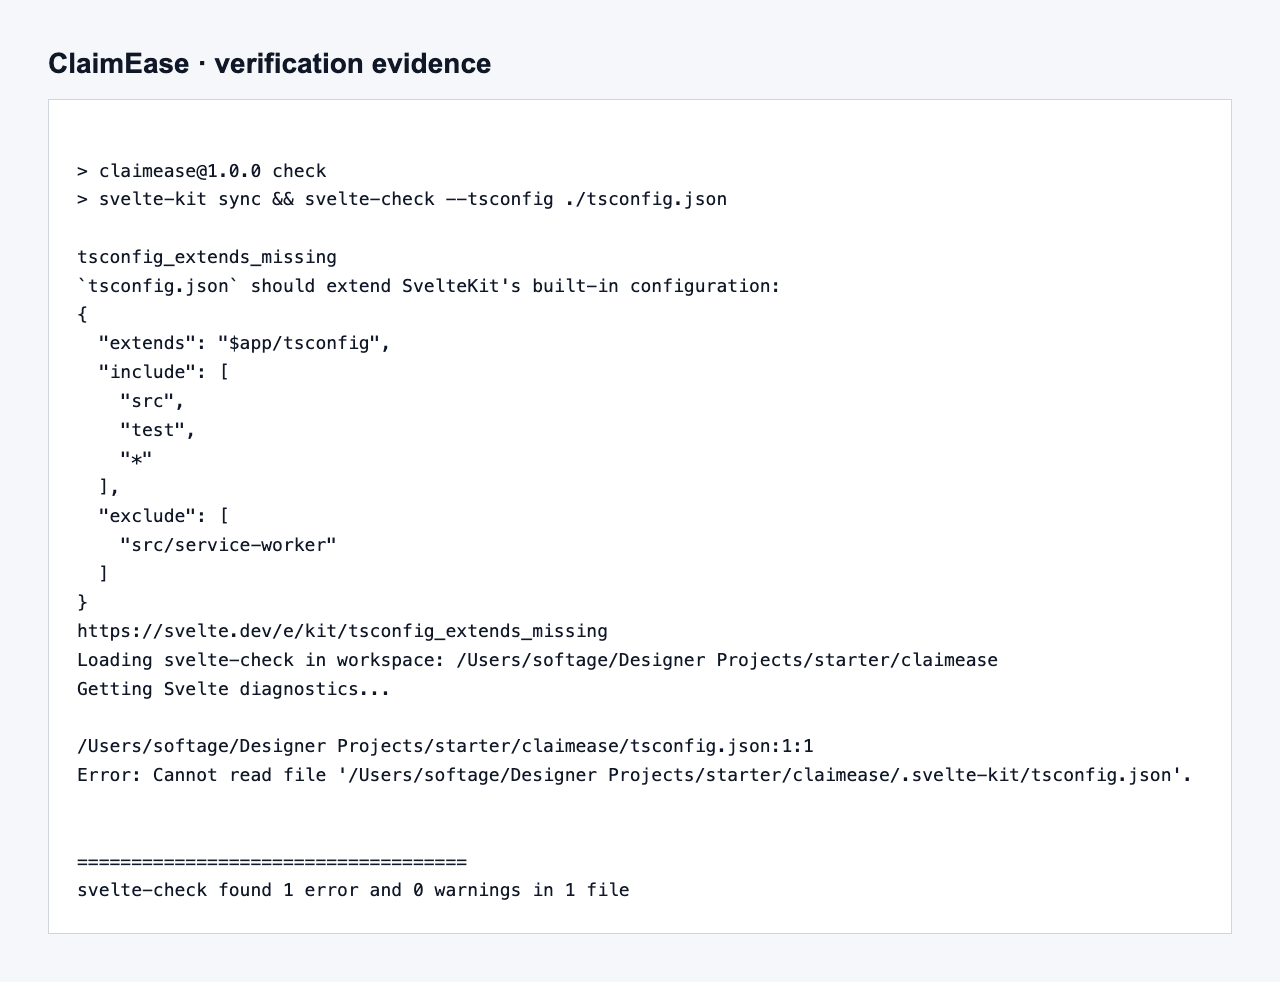 ClaimEase · verification evidence
> claimease@1.0.0 check
> svelte-kit sync && svelte-check --tsconfig ./tsconfig.json
tsconfig_extends_missing
`tsconfig.json` should extend SvelteKit's built-in configuration:
{
  "extends": "$app/tsconfig",
  "include": [
    "src",
    "test",
    "*"
  ],
  "exclude": [
    "src/service-worker"
  ]
}
https://svelte.dev/e/kit/tsconfig_extends_missing
Loading svelte-check in workspace: /Users/softage/Designer Projects/starter/claimease
Getting Svelte diagnostics...
/Users/softage/Designer Projects/starter/claimease/tsconfig.json:1:1
Error: Cannot read file '/Users/softage/Designer Projects/starter/claimease/.svelte-kit/tsconfig.json'.
====================================
svelte-check found 1 error and 0 warnings in 1 file